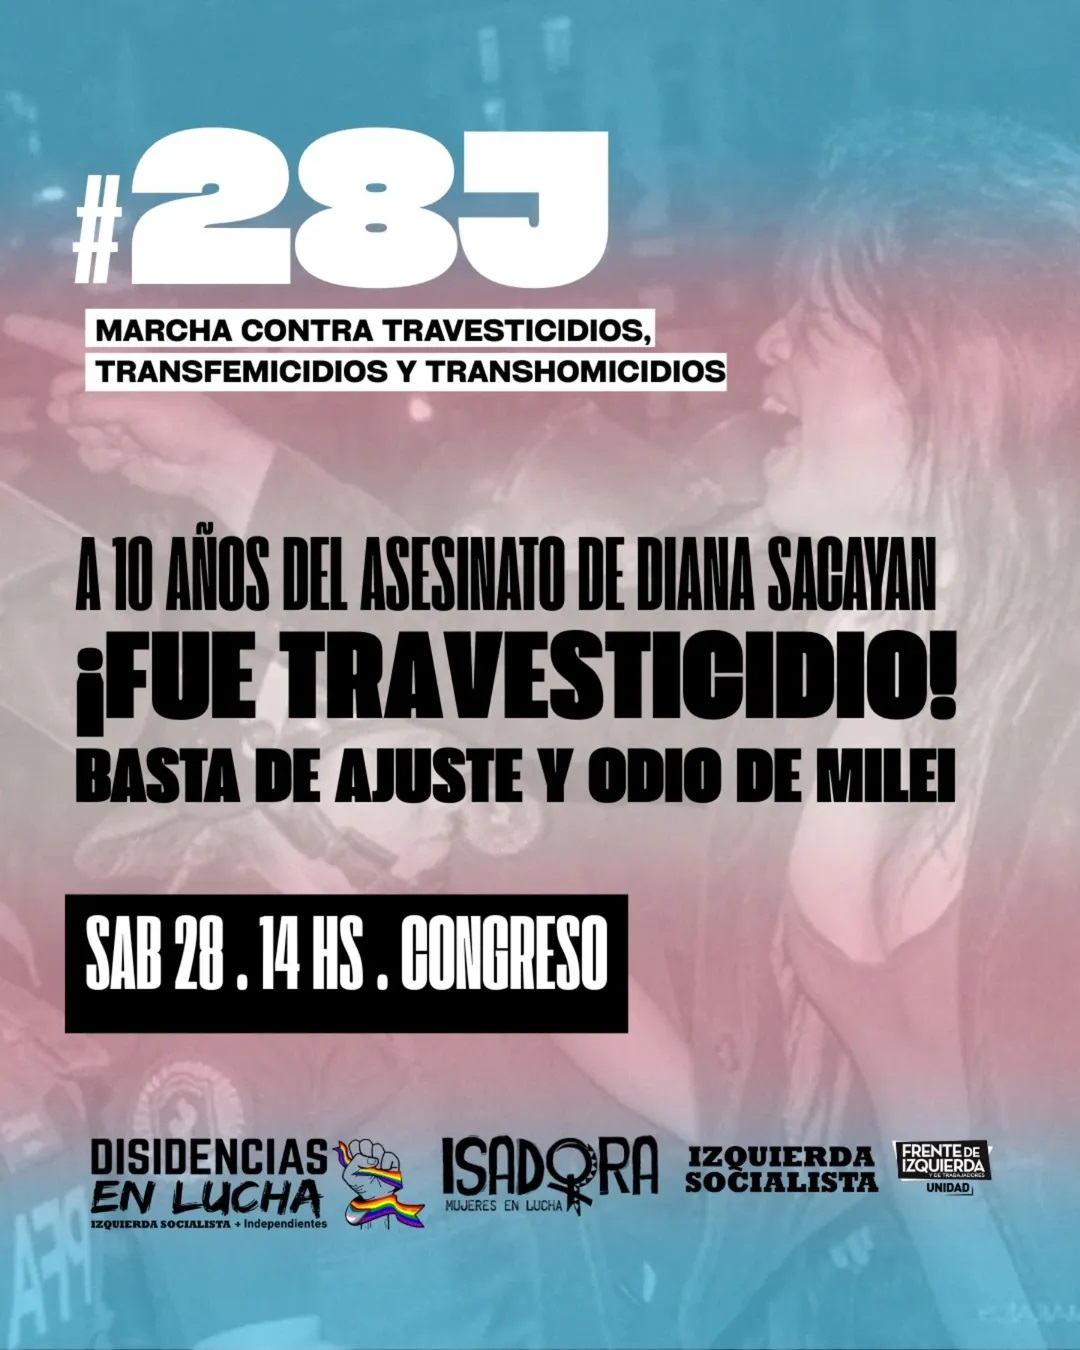 #28J
MARCHA CONTRA TRAVESTICIDIOS,
TRANSFEMICIDIOS Y TRANSHOMICIDIOS
A 10 AÑOS DEL ASESINATO DE DIANA SACAYAN
¡FUE TRAVESTICIDIO!
BASTA DE AJUSTE Y ODIO DE MILEI
SAB 28 . 14 HS . CONGRESO
DISIDENCIAS
EN LUCHA
IZQUIERDA SOCIALISTA + Independientes
ISADORA
MUJERES EN LUCHA
IZQUIERDA
SOCIALISTA
FRENTE DE
IZQUIERDA
Y DE TRABAJADORES
UNIDAD